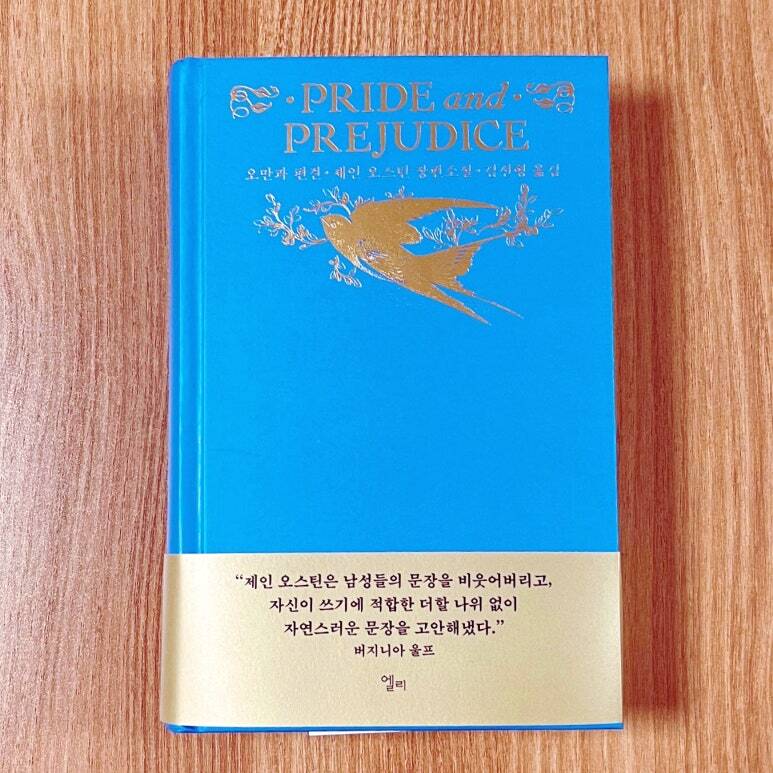 PRIDE and
PREJUDICE
오만과 편견 · 제인 오스틴 장편소설 · 김선형 옮김
“제인 오스틴은 남성들의 문장을 비웃어버리고,
자신이 쓰기에 적합한 더할 나위 없이
자연스러운 문장을 고안해냈다.”
버지니아 울프
엘리